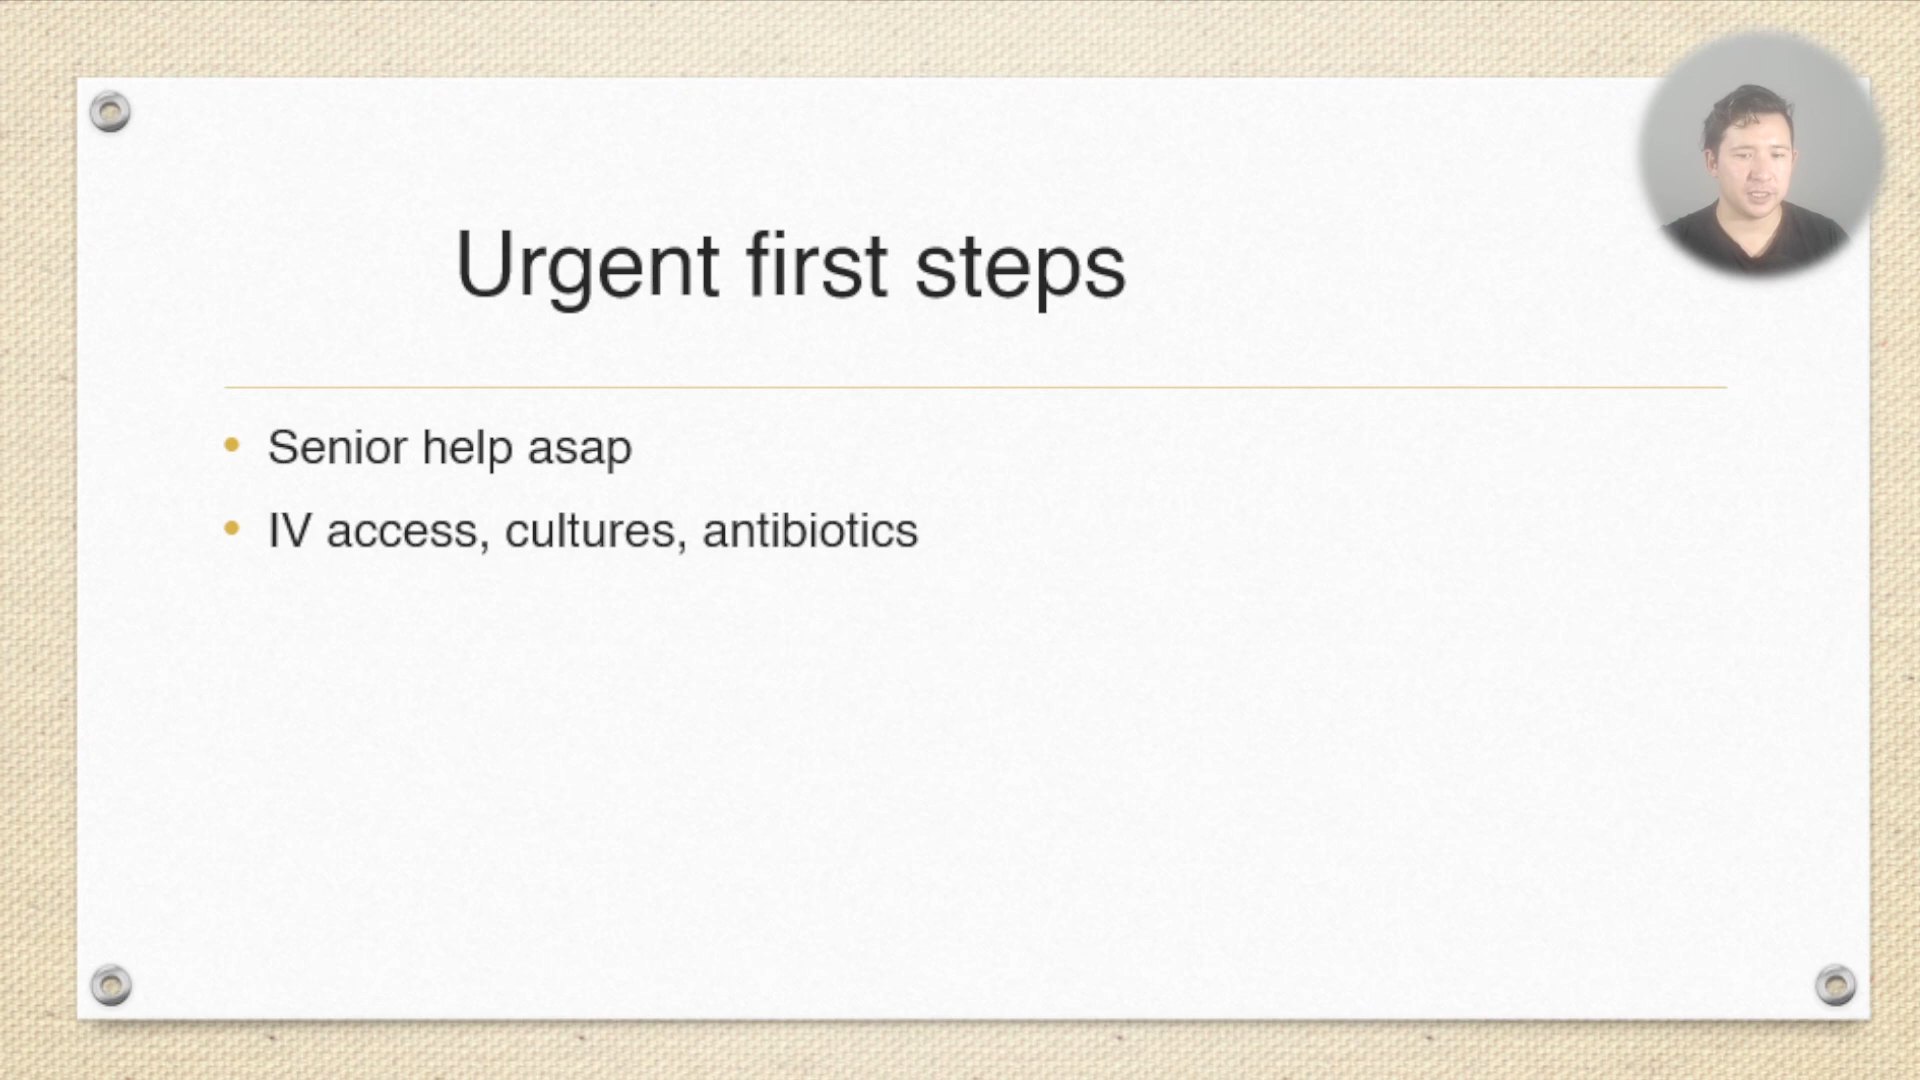 Urgent first steps
Senior help asap
IV access, cultures, antibiotics